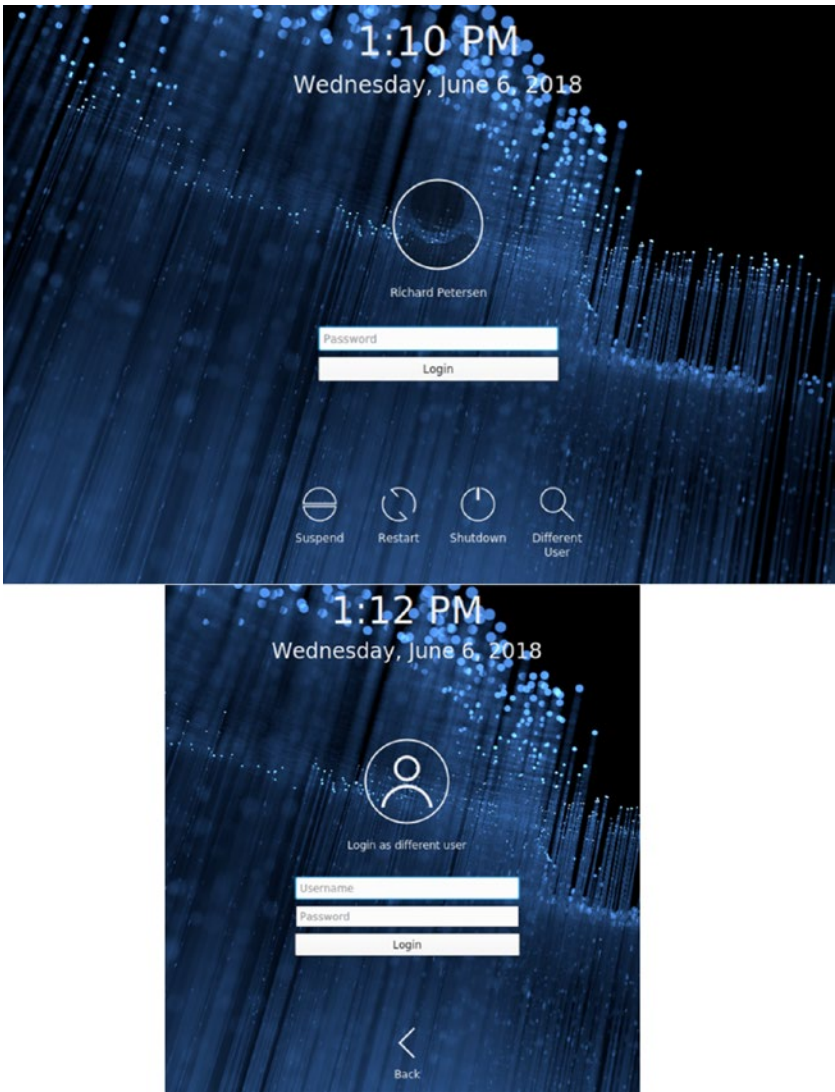 1:10 PM
Wednesday, June 6, 2018
Richard Petersen
Password
Login
Suspend
Restart
Shutdown
Different
User
1:12 PM
Wednesday, June 6, 2018
Login as different user
Username
Password
Login
Back